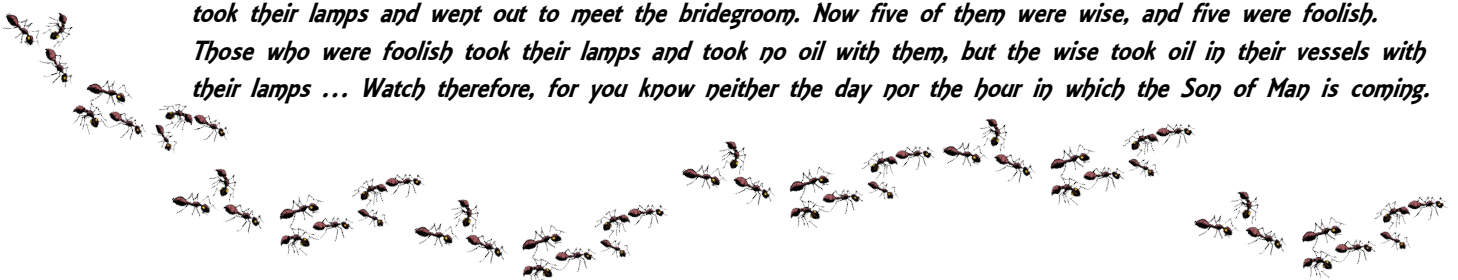 took their lamps and went out to meet the bridegroom. Now five of them were wise, and five were foolish.
Those who were foolish took their lamps and took no oil with them, but the wise took oil in their vessels with
their lamps … Watch therefore, for you know neither the day nor the hour in which the Son of Man is coming.